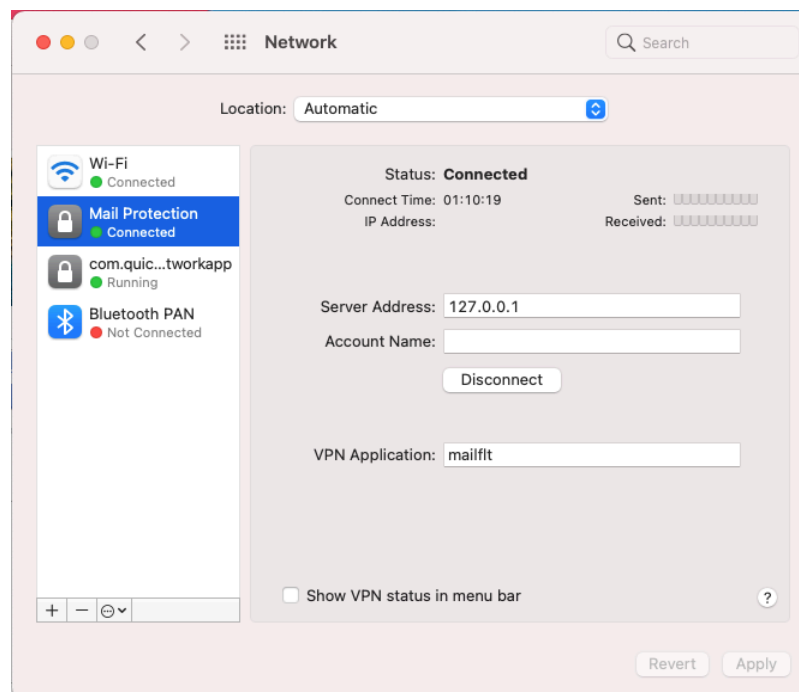 Network
Search
Location: Automatic
Wi-Fi
Connected
Mail Protection
Connected
com.quic...tworkapp
Running
Bluetooth PAN
Not Connected
Status: Connected
Connect Time: 01:10:19 Sent:
IP Address: Received:
Server Address: 127.0.0.1
Account Name:
Disconnect
VPN Application: mailflt
Show VPN status in menu bar
?
Revert Apply